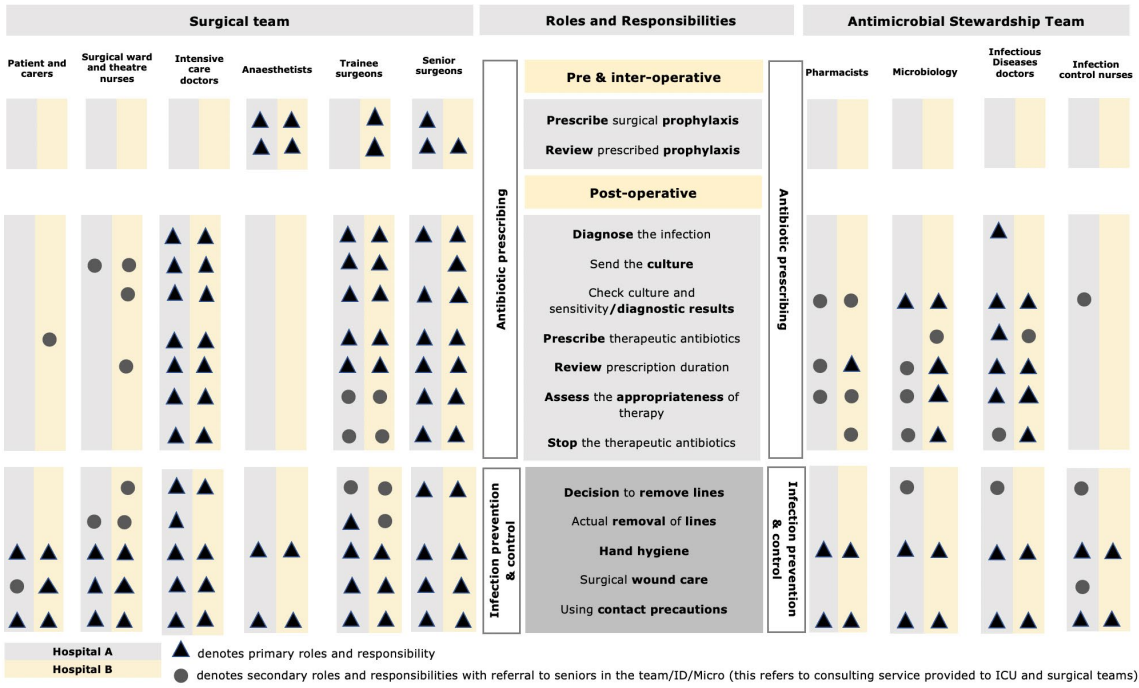 Surgical team
Roles and Responsibilities
Antimicrobial Stewardship Team
Patient and
carers
Surgical ward
and theatre
nurses
Intensive
care
doctors
Anaesthetists
Trainee
surgeons
Senior
surgeons
Pharmacists
Microbiology
Infectious
Diseases
doctors
Infection
control nurses
Antibiotic prescribing
Pre & inter-operative
Prescribe surgical prophylaxis
Review prescribed prophylaxis
Post-operative
Diagnose the infection
Send the culture
Check culture and
sensitivity/diagnostic results
Prescribe therapeutic antibiotics
Review prescription duration
Assess the appropriateness of
therapy
Stop the therapeutic antibiotics
Antibiotic prescribing
Infection prevention
& control
Decision to remove lines
Actual removal of lines
Hand hygiene
Surgical wound care
Using contact precautions
Infection prevention
& control
Hospital A
denotes primary roles and responsibility
Hospital B
denotes secondary roles and responsibilities with referral to seniors in the team/ID/Micro (this refers to consulting service provided to ICU and surgical teams)